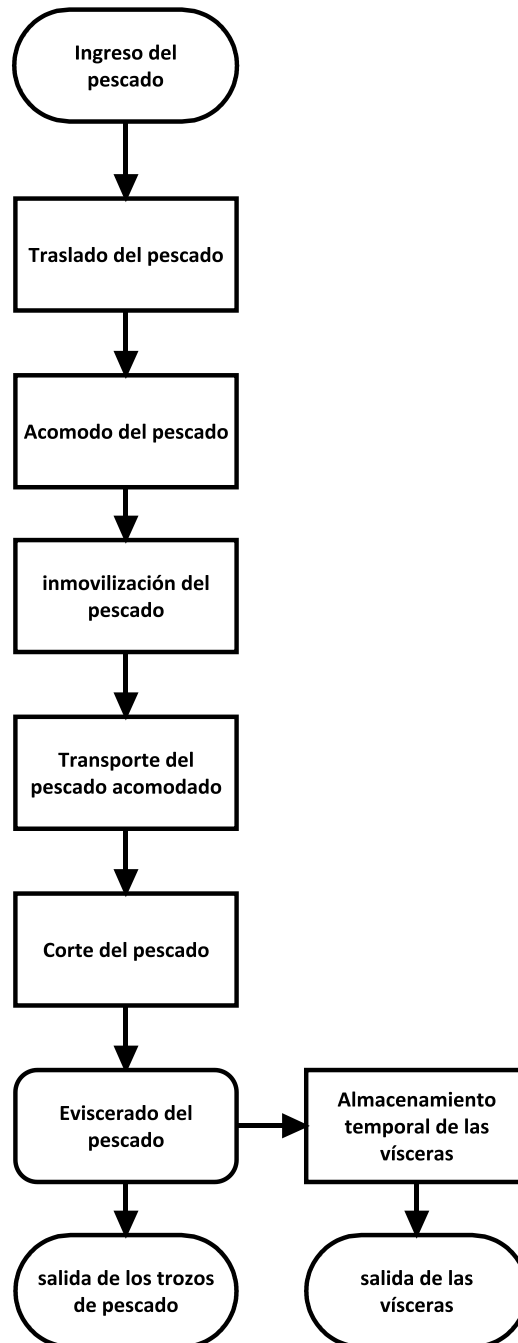 Ingreso del
pescado
Traslado del pescado
Acomodo del pescado
inmovilización del
pescado
Transporte del
pescado acomodado
Corte del pescado
Eviscerado del
pescado
Almacenamiento
temporal de las
vísceras
salida de los trozos
de pescado
salida de las
vísceras